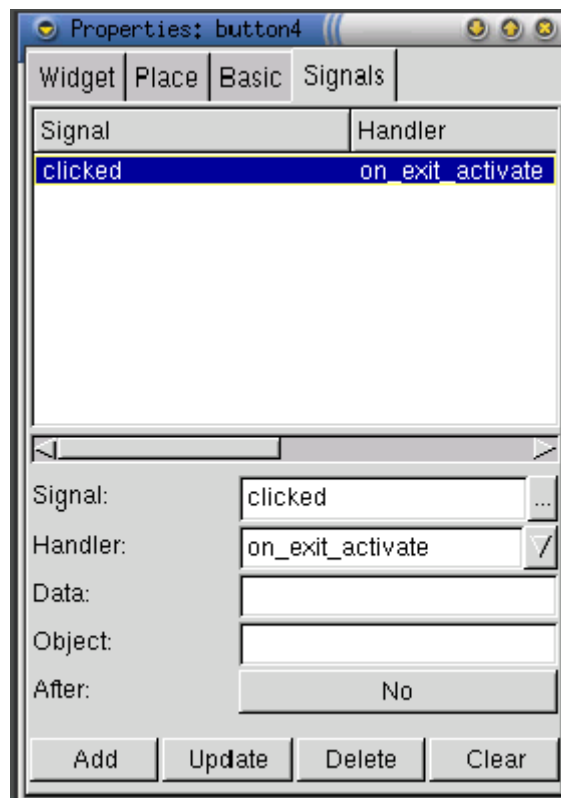 Properties: button4
Widget Place Basic Signals
Signal Handler
clicked on_exit_activate
Signal: clicked ...
Handler: on_exit_activate
Data:
Object:
After: No
Add Update Delete Clear